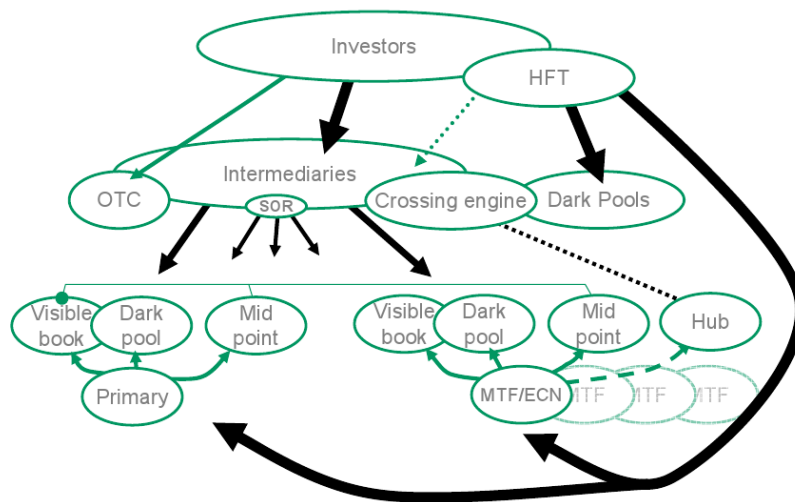 Investors
HFT
Intermediaries
OTC
SOR
Crossing engine
Dark Pools
Visible
book
Dark
pool
Mid
point
Visible
book
Dark
pool
Mid
point
Hub
Primary
MTF/ECN
MTF
MTF
MTF